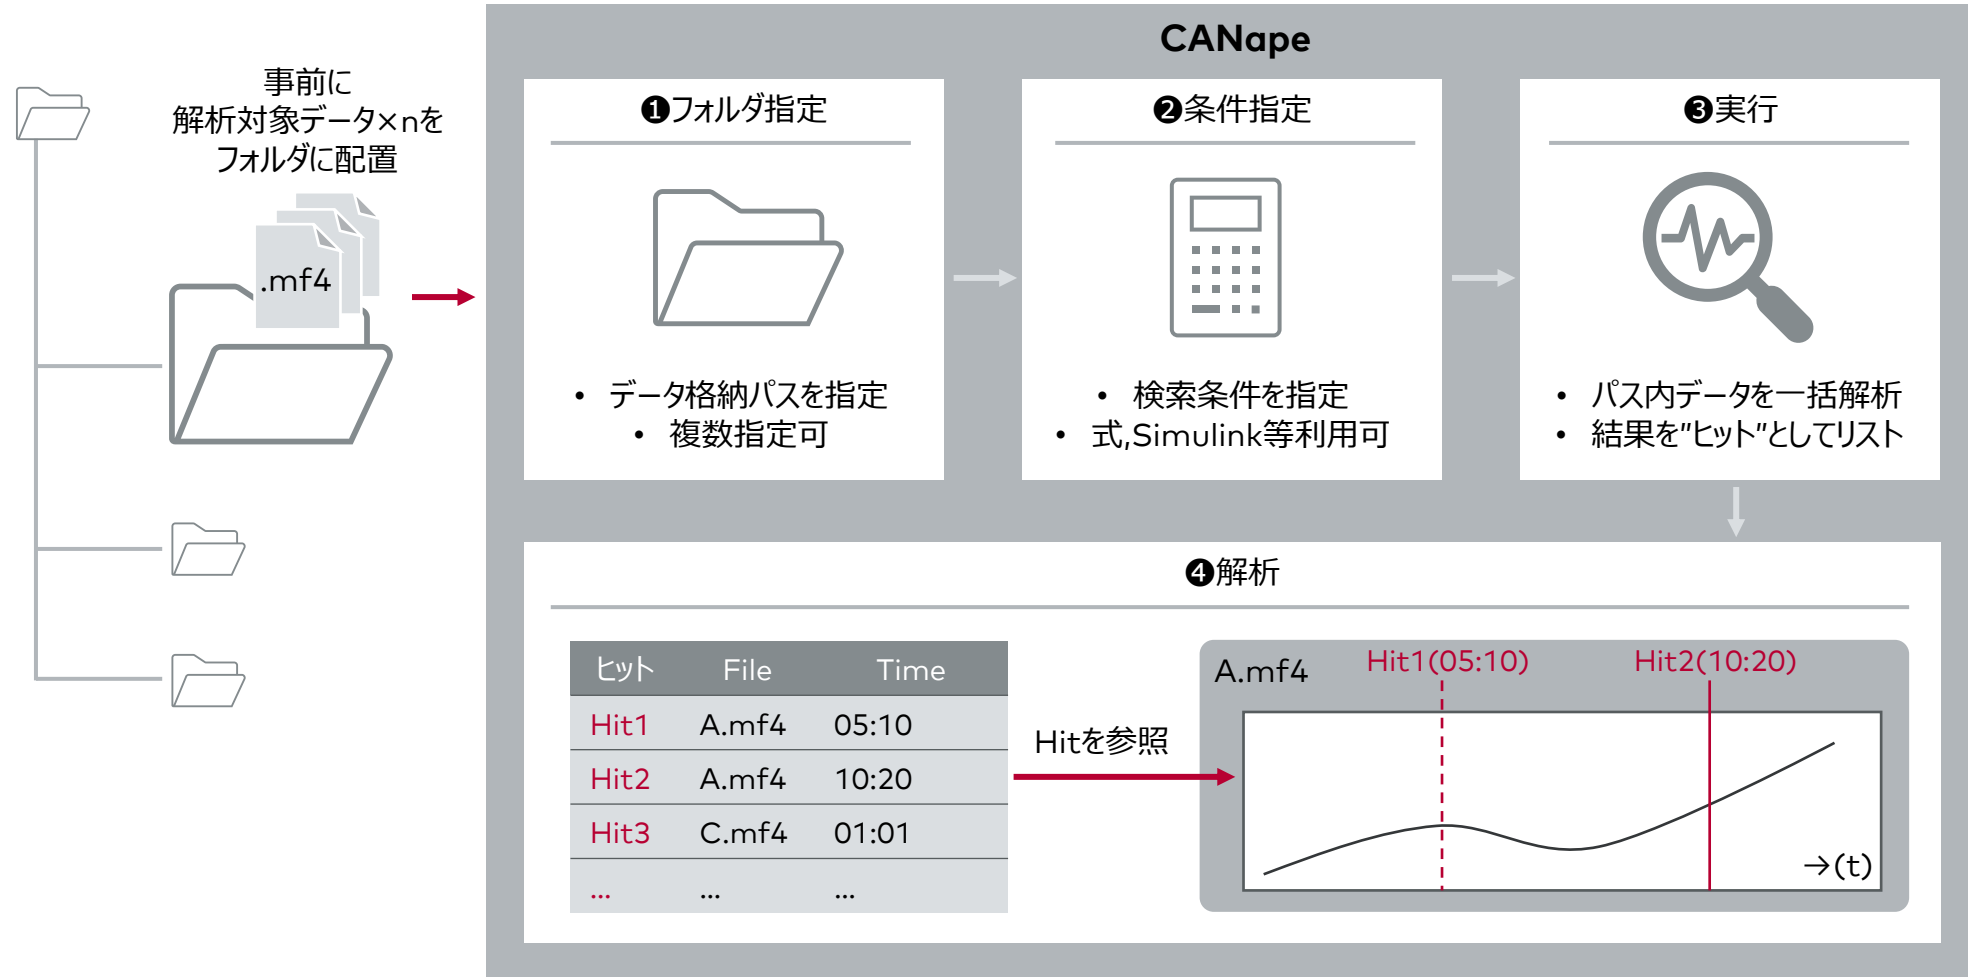 事前に
解析対象データ×nを
フォルダに配置
.mf4
CANape
❶フォルダ指定
• データ格納パスを指定
• 複数指定可
❷条件指定
• 検索条件を指定
• 式,Simulink等利用可
❸実行
• パス内データを一括解析
• 結果を"ヒット"としてリスト
❹解析
ヒット File Time
Hit1 A.mf4 05:10
Hit2 A.mf4 10:20
Hit3 C.mf4 01:01
... ... ...
Hitを参照
A.mf4 Hit1(05:10) Hit2(10:20)
→(t)